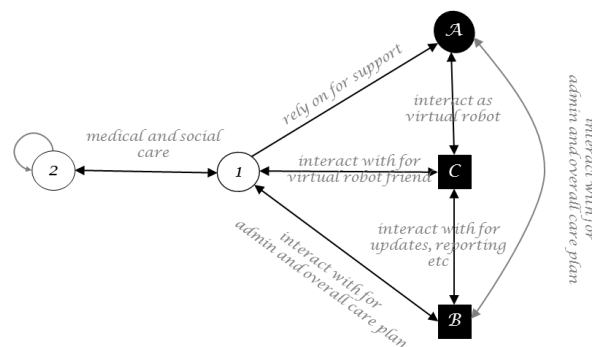 A
rely on for support
interact as
virtual robot
interact with for
admin and overall care plan
medical and social
care
2
1
interact with for
virtual robot friend
C
interact with for
updates, reporting
etc
interact with for
admin and overall care plan
B